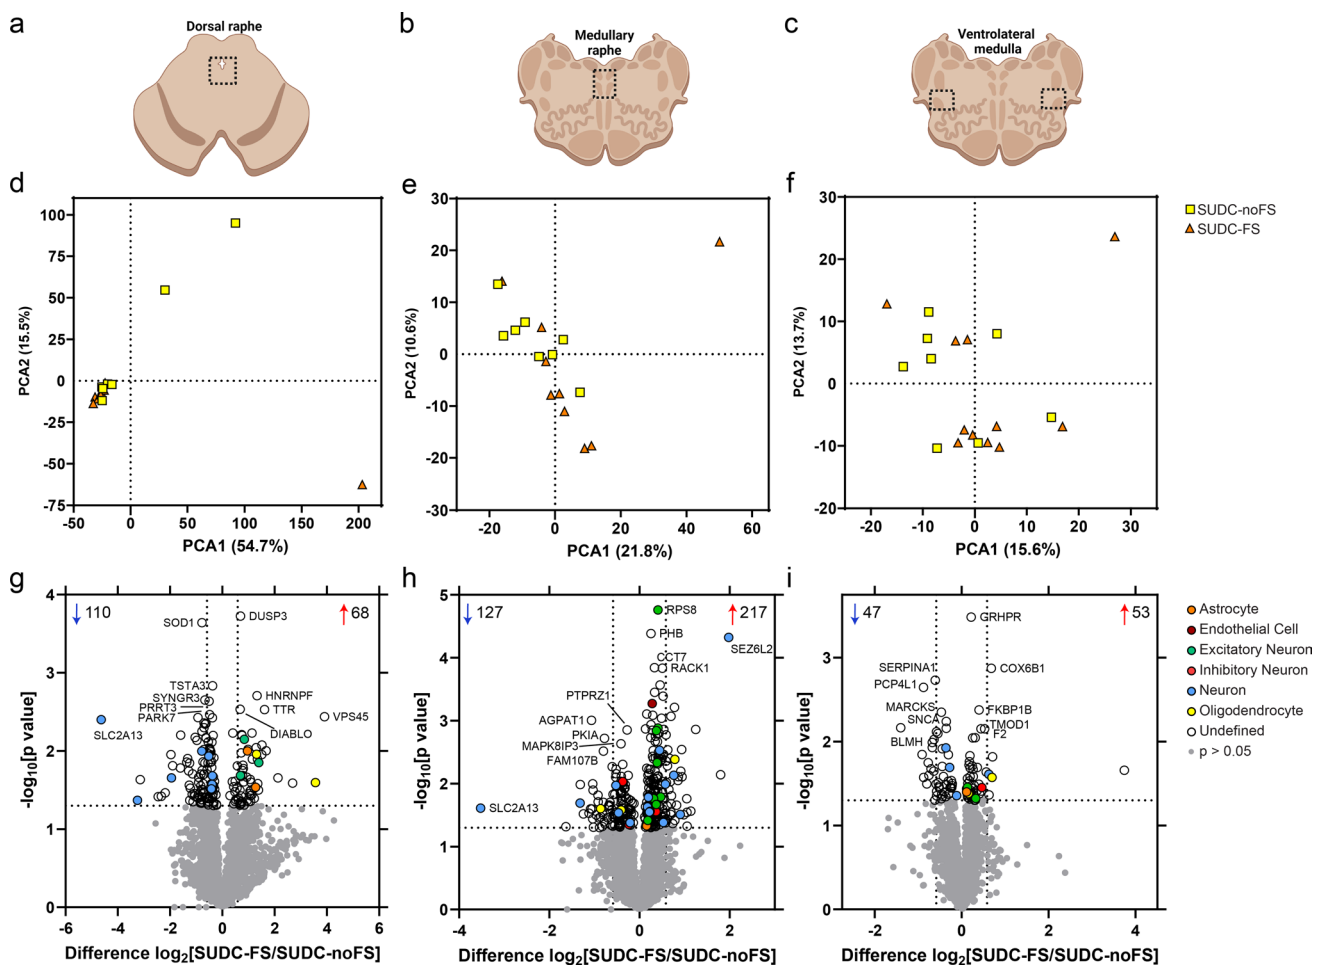 a
Dorsal raphe
b
Medullary
raphe
c
Ventrolateral
medulla
d
PCA2 (15.5%)
100
75
50
25
0
-25
-50
-75
-50
0
50
100
150
200
PCA1 (54.7%)
e
PCA2 (10.6%)
30
20
10
0
-10
-20
-30
-20
0
20
40
60
PCA1 (21.8%)
f
PCA2 (13.7%)
30
20
10
0
-10
-20
-20
-10
0
10
20
30
PCA1 (15.6%)
SUDC-noFS
SUDC-FS
g
-log10[p value]
4
3
2
1
0
↓ 110
↑ 68
SOD1
DUSP3
TSTA3
SYNGR3
PRRT3
PARK7
HNRNPF
TTR
VPS45
DIABLO
SLC2A13
-6
-4
-2
0
2
4
6
Difference log2[SUDC-FS/SUDC-noFS]
h
-log10[p value]
5
4
3
2
1
0
↓ 127
↑ 217
RPS8
PHB
SEZ6L2
CCT7
RACK1
PTPRZ1
AGPAT1
PKIA
MAPK8IP3
FAM107B
SLC2A13
-4
-2
0
2
4
Difference log2[SUDC-FS/SUDC-noFS]
i
-log10[p value]
3
2
1
0
↓ 47
↑ 53
GRHPR
SERPINA1
COX6B1
PCP4L1
MARCKS
FKBP1B
SNCA
TMOD1
F2
BLMH
-2
0
2
4
Difference log2[SUDC-FS/SUDC-noFS]
Astrocyte
Endothelial Cell
Excitatory Neuron
Inhibitory Neuron
Neuron
Oligodendrocyte
Undefined
p > 0.05